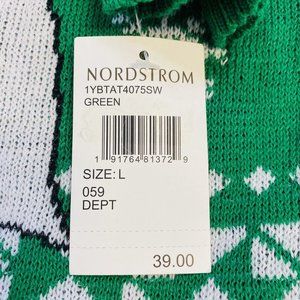 NORDSTROM
1YBTAT4075SW
GREEN
1 91764 81372 9
SIZE: L
059
DEPT
39.00